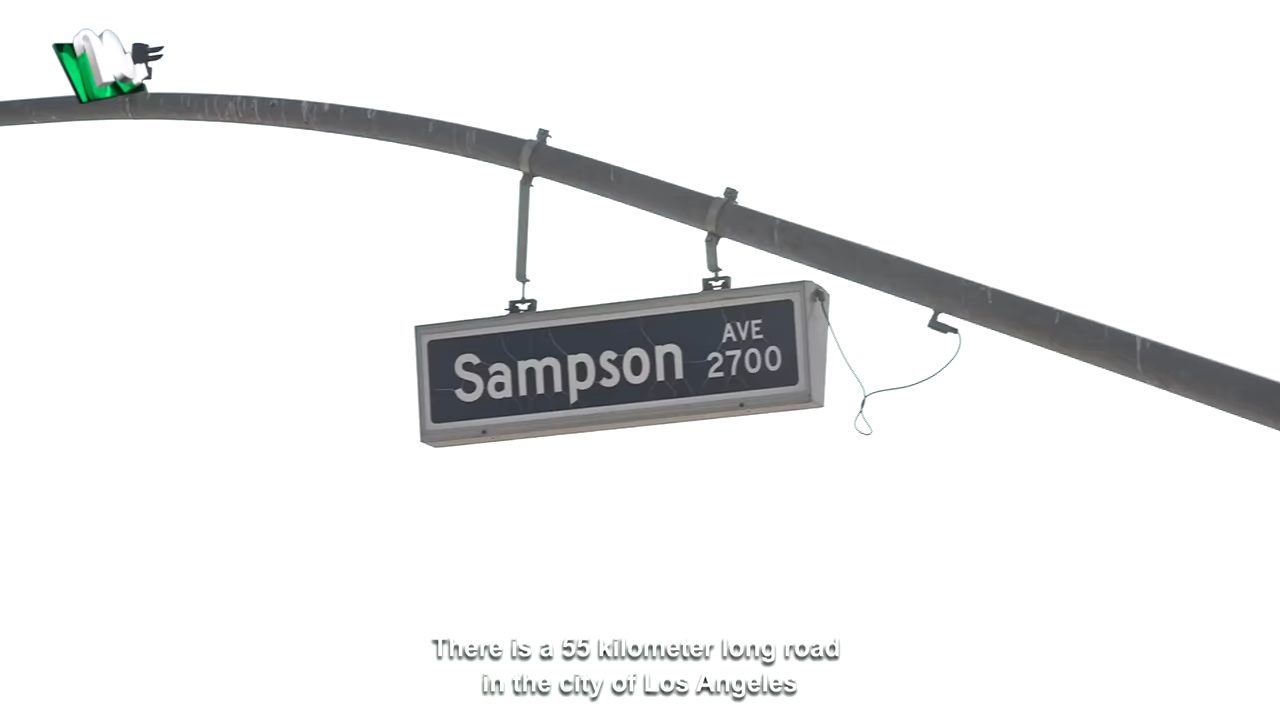 Sampson AVE
2700
There is a 55 kilometer long road
in the city of Los Angeles